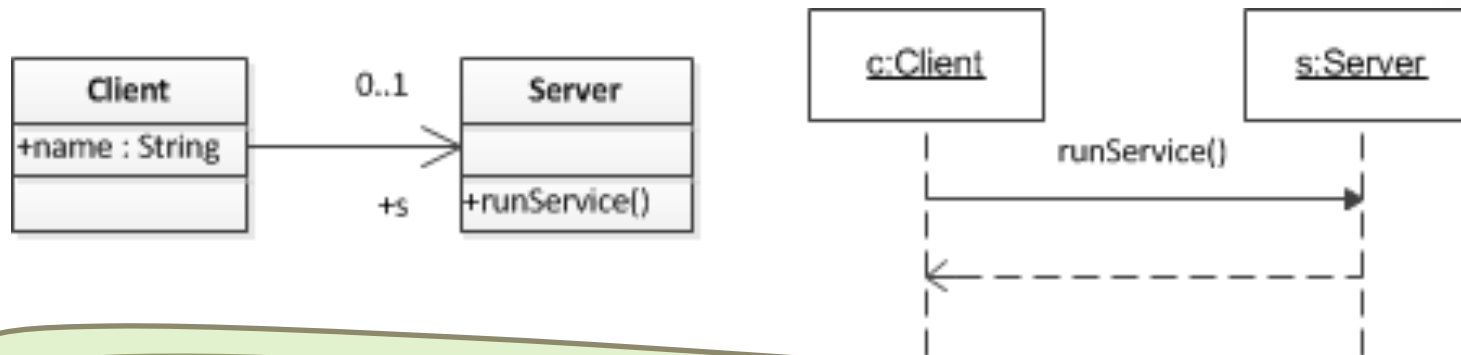 Client
+name : String
0..1
+s
Server
+runService()
c:Client
s:Server
runService()